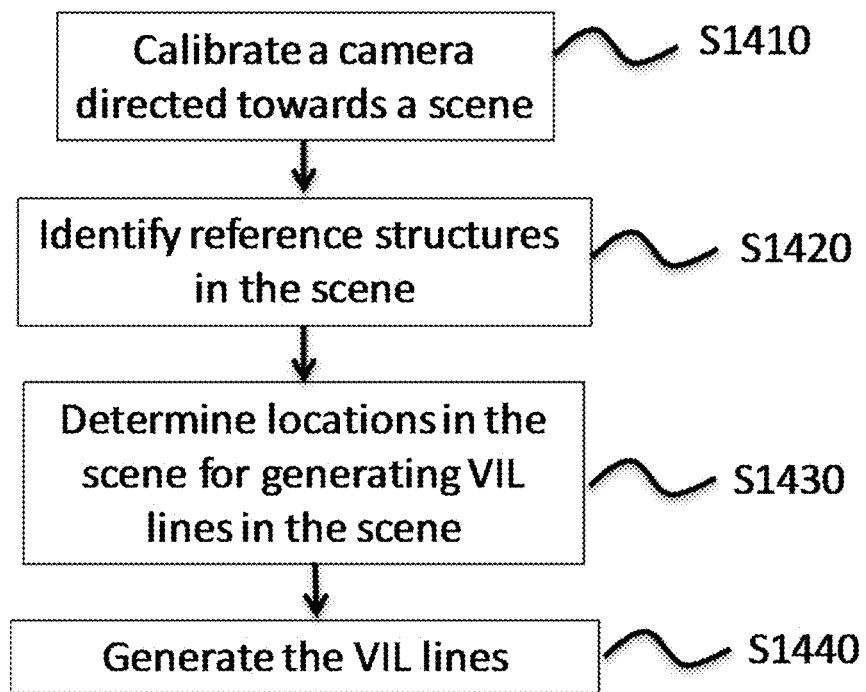 Calibrate a camera
directed towards a scene
S1410
Identify reference structures
in the scene
S1420
Determine locations in the
scene for generating VIL
lines in the scene
S1430
Generate the VIL lines
S1440